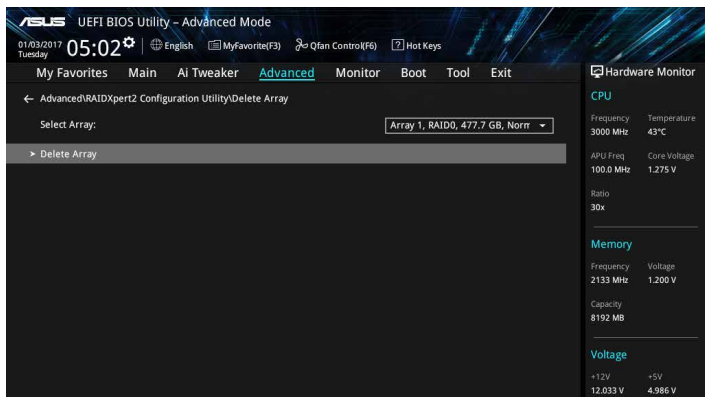 ASUS UEFI BIOS Utility – Advanced Mode
01/03/2017 Tuesday 05:02 English MyFavorite(F3) Qfan Control(F6) ? Hot Keys
My Favorites Main Ai Tweaker Advanced Monitor Boot Tool Exit
← Advanced\RAIDXpert2 Configuration Utility\Delete Array
Select Array: Array 1, RAID0, 477.7 GB, Norm
> Delete Array
Hardware Monitor
CPU
Frequency Temperature
3000 MHz 43°C
APU Freq Core Voltage
100.0 MHz 1.275 V
Ratio
30x
Memory
Frequency Voltage
2133 MHz 1.200 V
Capacity
8192 MB
Voltage
+12V +5V
12.033 V 4.986 V